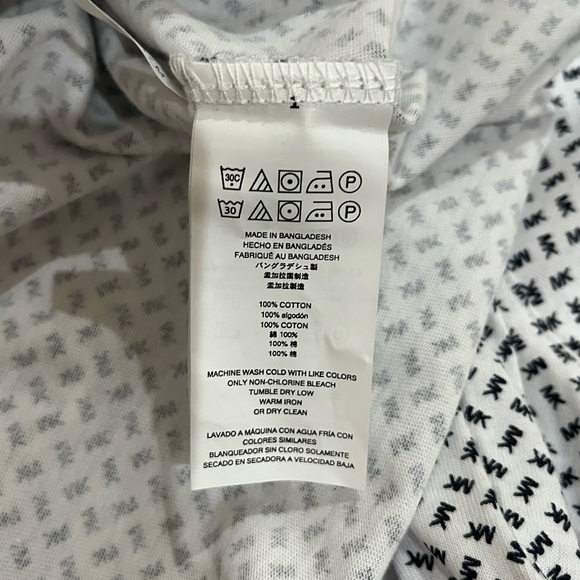 30C P
30 P
MADE IN BANGLADESH
HECHO EN BANGLADÉS
FABRIQUÉ AU BANGLADESH
バングラデシュ製
孟加拉国制造
孟加拉製造
100% COTTON
100% algodón
100% COTON
綿 100%
100% 棉
100% 棉
MACHINE WASH COLD WITH LIKE COLORS
ONLY NON-CHLORINE BLEACH
TUMBLE DRY LOW
WARM IRON
OR DRY CLEAN
LAVADO A MÁQUINA CON AGUA FRÍA CON
COLORES SIMILARES
BLANQUEADOR SIN CLORO SOLAMENTE
SECADO EN SECADORA A VELOCIDAD BAJA
MK